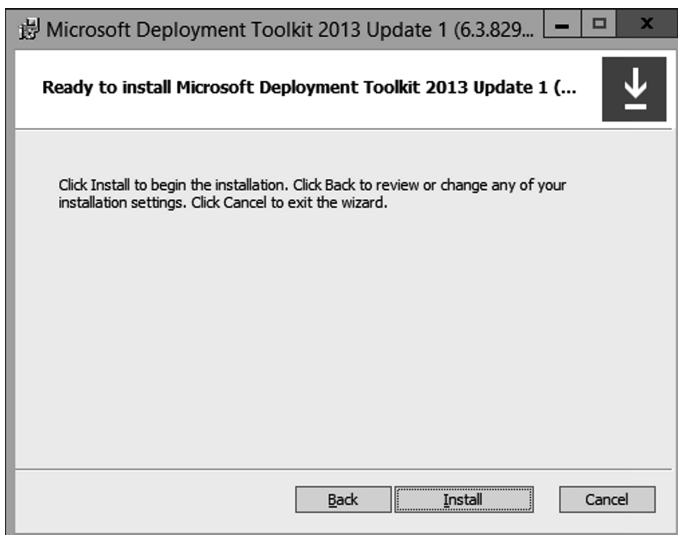 Microsoft Deployment Toolkit 2013 Update 1 (6.3.829...
Ready to install Microsoft Deployment Toolkit 2013 Update 1 (...
Click Install to begin the installation. Click Back to review or change any of your
installation settings. Click Cancel to exit the wizard.
Back Install Cancel